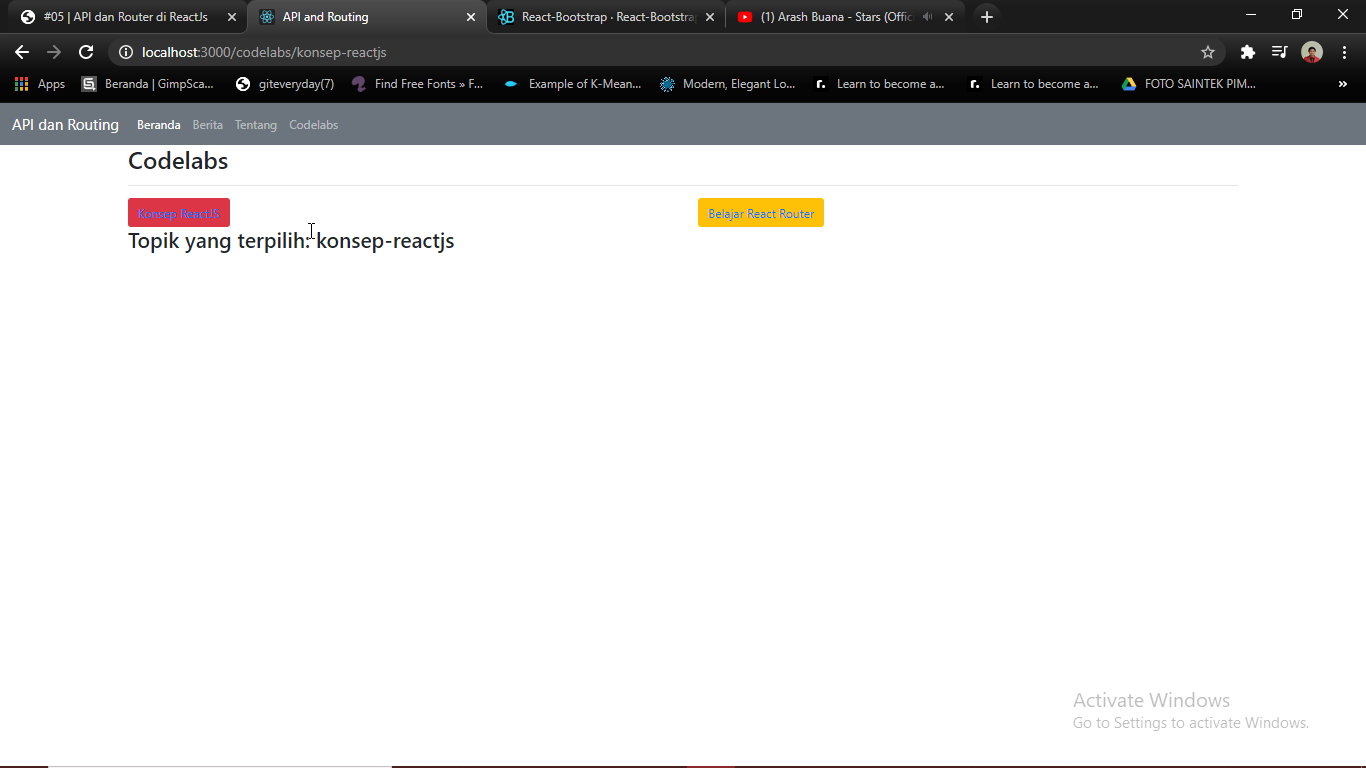 #05 | API dan Router di ReactJs
API and Routing
React-Bootstrap · React-Bootstra
(1) Arash Buana - Stars (Offic
localhost:3000/codelabs/konsep-reactjs
Apps
Beranda | GimpSca...
giteveryday(7)
Find Free Fonts » F...
Example of K-Mean...
Modern, Elegant Lo...
Learn to become a...
Learn to become a...
FOTO SAINTEK PIM...
»
API dan Routing Beranda Berita Tentang Codelabs
Codelabs
Konsep ReactJS
Belajar React Router
Topik yang terpilih: konsep-reactjs
Activate Windows
Go to Settings to activate Windows.